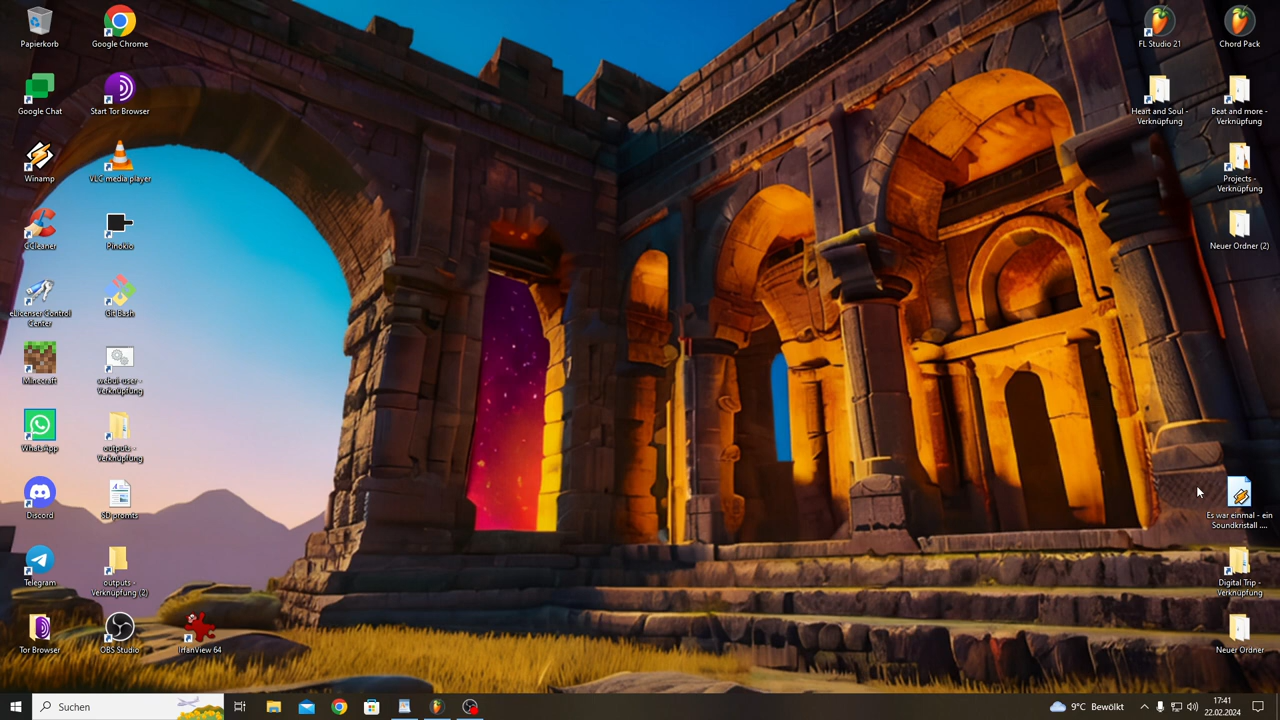 Papierkorb
Google Chrome
FL Studio 21
Chord Pack
Google Chat
Start Tor Browser
Heart and Soul -
Verknüpfung
Beat and more -
Verknüpfung
Winamp
VLC media player
Projects -
Verknüpfung
CCleaner
Pinokio
Neuer Ordner (2)
eLicenser Control
Center
Git Bash
Minecraft
webui-user -
Verknüpfung
WhatsApp
outputs -
Verknüpfung
Discord
SD promts
Es war einmal - ein
Soundkristall ....
Telegram
outputs -
Verknüpfung (2)
Digital Trip -
Verknüpfung
Tor Browser
OBS Studio
IrfanView 64
Neuer Ordner
Suchen
9°C Bewölkt
17:41
22.02.2024